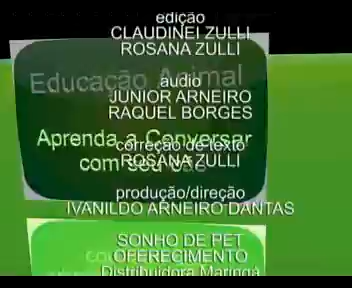 edição
CLAUDINEI ZULLI
ROSANA ZULLI
Educação Animal
áudio
JUNIOR ARNEIRO
RAQUEL BORGES
Aprenda a Conversar
com seu cão
correção de texto
ROSANA ZULLI
produção/direção
IVANILDO ARNEIRO DANTAS
SONHO DE PET
OFERECIMENTO
Distribuidora Maringá